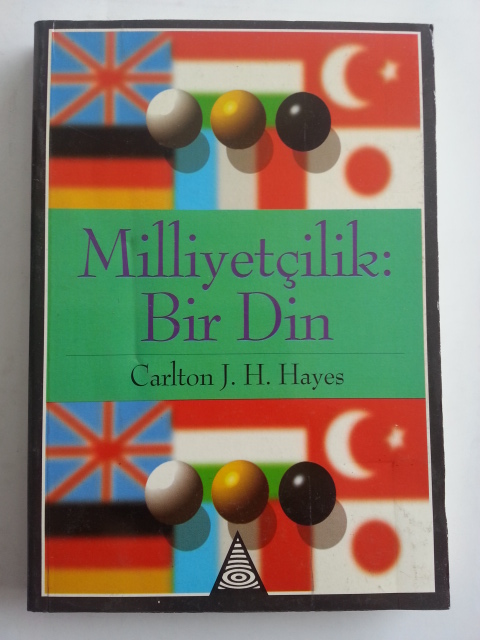 Milliyetçilik:
Bir Din
Carlton J. H. Hayes